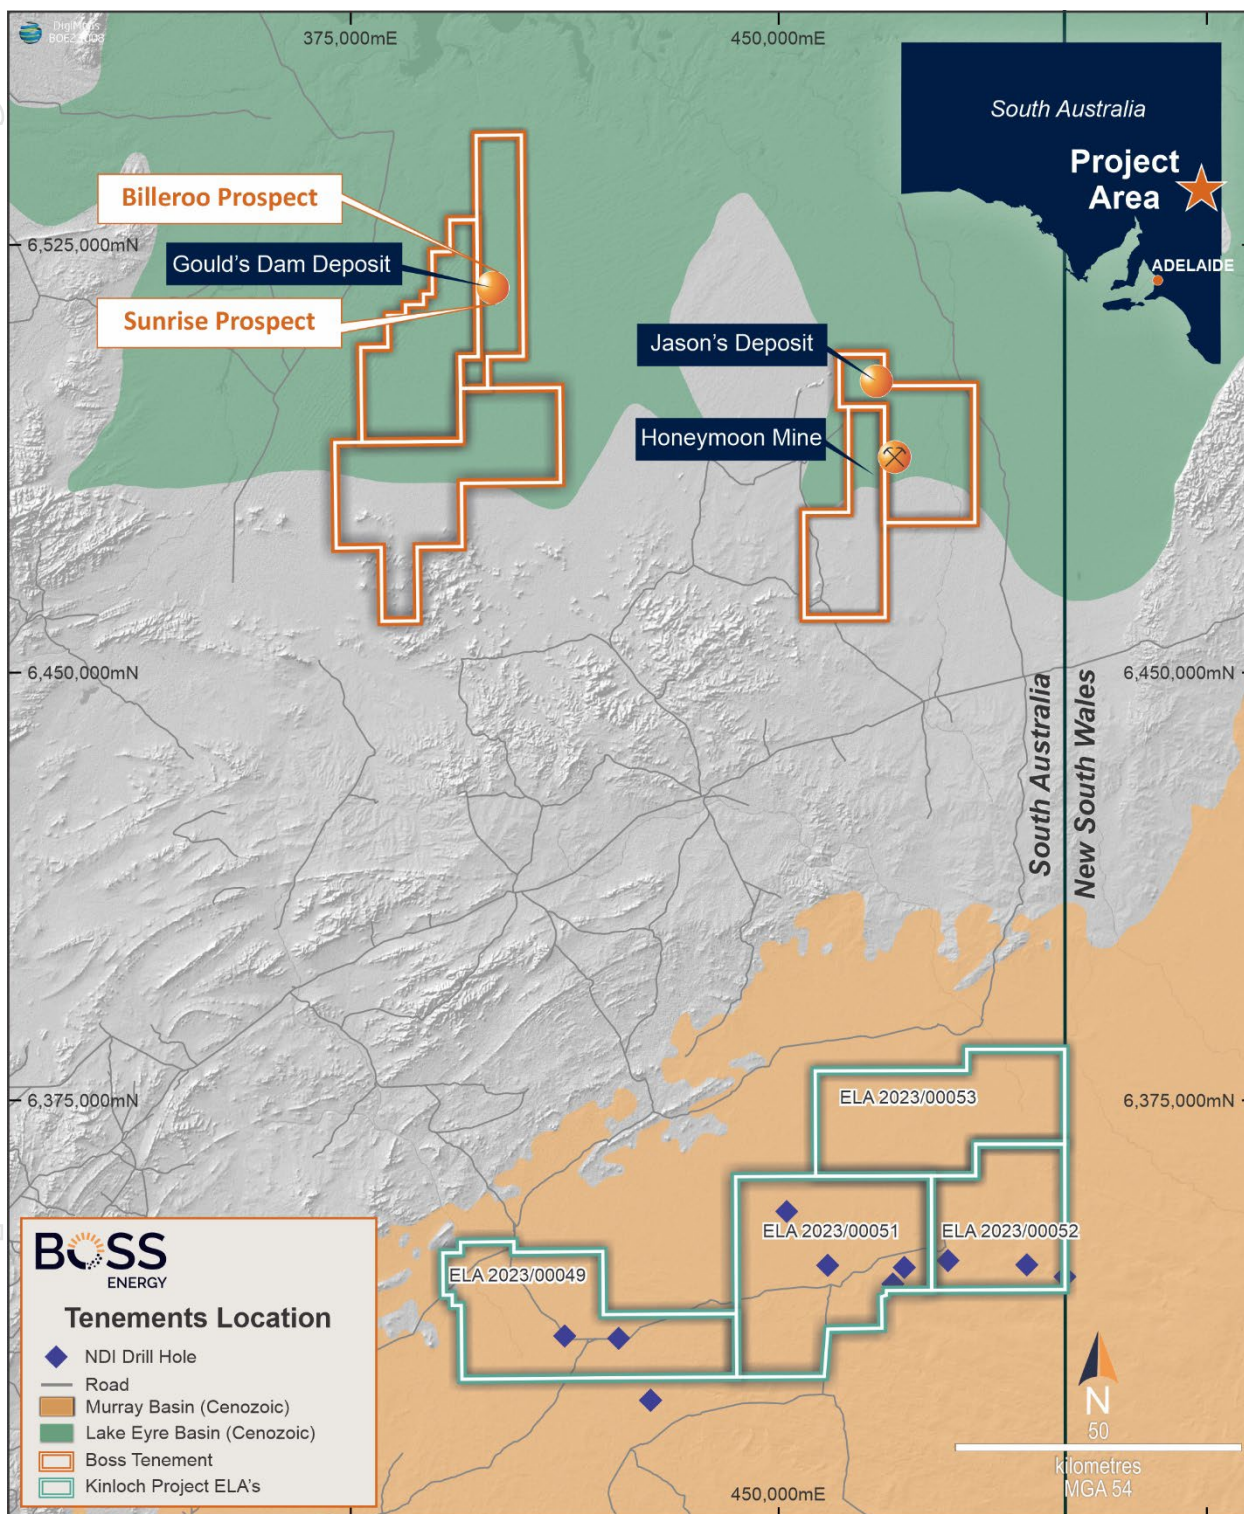 DigiMaps
375,000mE
450,000mE
South Australia
Project
Area
ADELAIDE
Billeroo Prospect
6,525,000mN
Gould's Dam Deposit
Sunrise Prospect
Jason's Deposit
Honeymoon Mine
6,450,000mN
6,450,000mN
South Australia
New South Wales
6,375,000mN
6,375,000mN
ELA 2023/00053
ELA 2023/00051
ELA 2023/00052
ELA 2023/00049
BOSS
ENERGY
Tenements Location
NDI Drill Hole
Road
Murray Basin (Cenozoic)
Lake Eyre Basin (Cenozoic)
Boss Tenement
Kinloch Project ELA's
N
50
kilometres
MGA 54
450,000mE